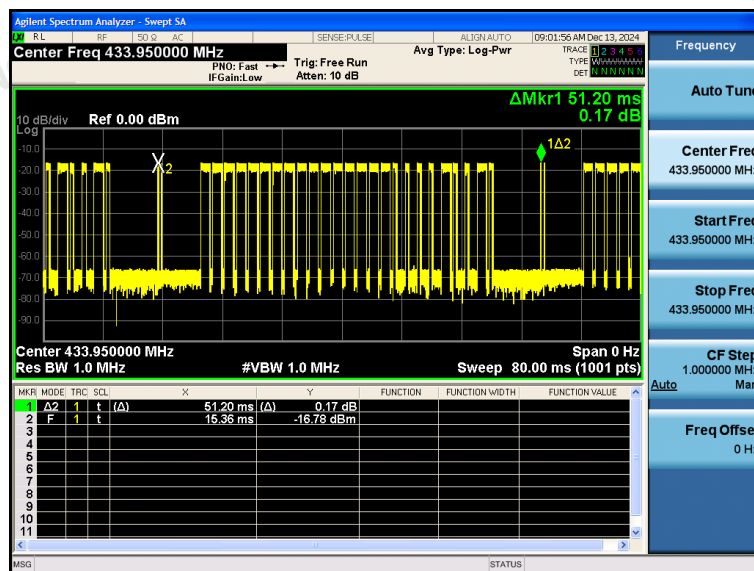 Agilent Spectrum Analyzer - Swept SA
LXI RL RF 50 Ω AC SENSE:PULSE ALIGN AUTO 09:01:56 AM Dec 13, 2024
Center Freq 433.950000 MHz
PNO: Fast
IFGain:Low
Trig: Free Run
Atten: 10 dB
Avg Type: Log-Pwr
TRACE 1 2 3 4 5 6
TYPE W
DET N N N N N N
ΔMkr1 51.20 ms
0.17 dB
10 dB/div Ref 0.00 dBm
Log
-10.0
-20.0
-30.0
-40.0
-50.0
-60.0
-70.0
-80.0
-90.0
X2
1Δ2
Center 433.950000 MHz Span 0 Hz
Res BW 1.0 MHz #VBW 1.0 MHz Sweep 80.00 ms (1001 pts)
MKR MODE TRC SCL X Y FUNCTION FUNCTION WIDTH FUNCTION VALUE
1 Δ2 1 t (Δ) 51.20 ms (Δ) 0.17 dB
2 F 1 t 15.36 ms -16.78 dBm
3
4
5
6
7
8
9
10
11
MSG STATUS
Frequency
Auto Tune
Center Freq
433.950000 MHz
Start Freq
433.950000 MHz
Stop Freq
433.950000 MHz
CF Step
1.000000 MHz
Auto Man
Freq Offset
0 Hz